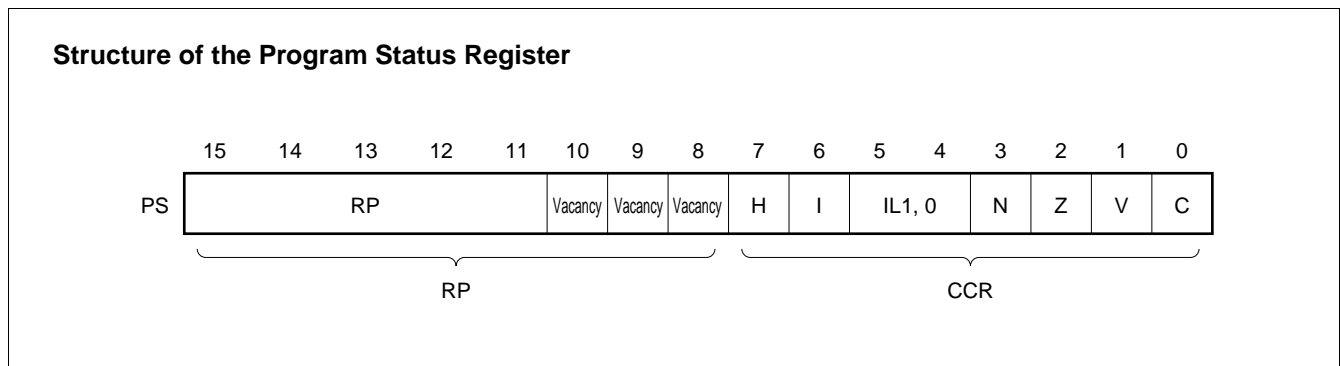 Structure of the Program Status Register
15 14 13 12 11 10 9 8 7 6 5 4 3 2 1 0
PS RP Vacancy Vacancy Vacancy H I IL1, 0 N Z V C
RP CCR